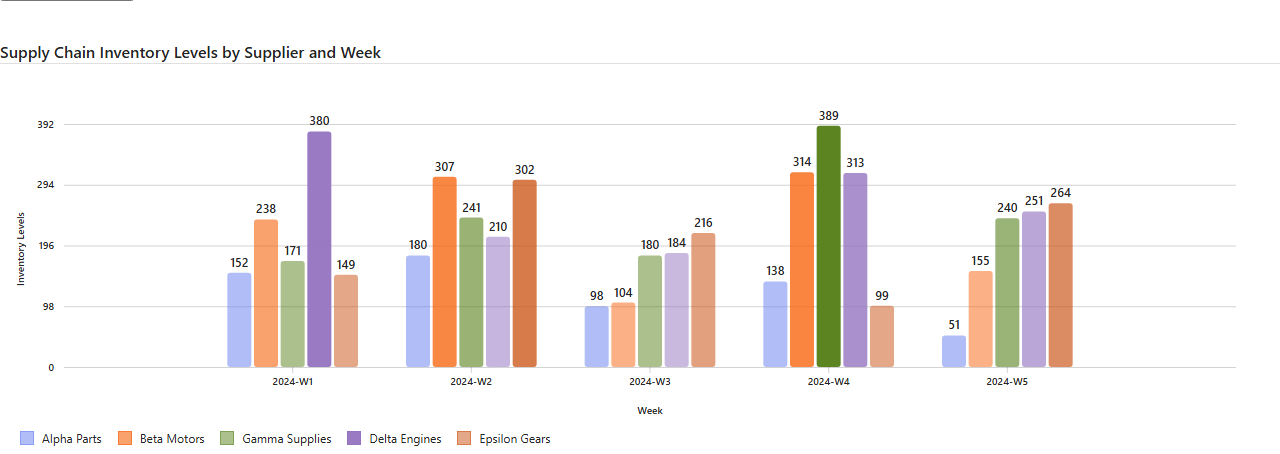 Supply Chain Inventory Levels by Supplier and Week
Inventory Levels
392
294
196
98
0
152
238
171
380
149
180
307
241
210
302
98
104
180
184
216
138
314
389
313
99
51
155
240
251
264
2024-W1
2024-W2
2024-W3
2024-W4
2024-W5
Week
Alpha Parts
Beta Motors
Gamma Supplies
Delta Engines
Epsilon Gears